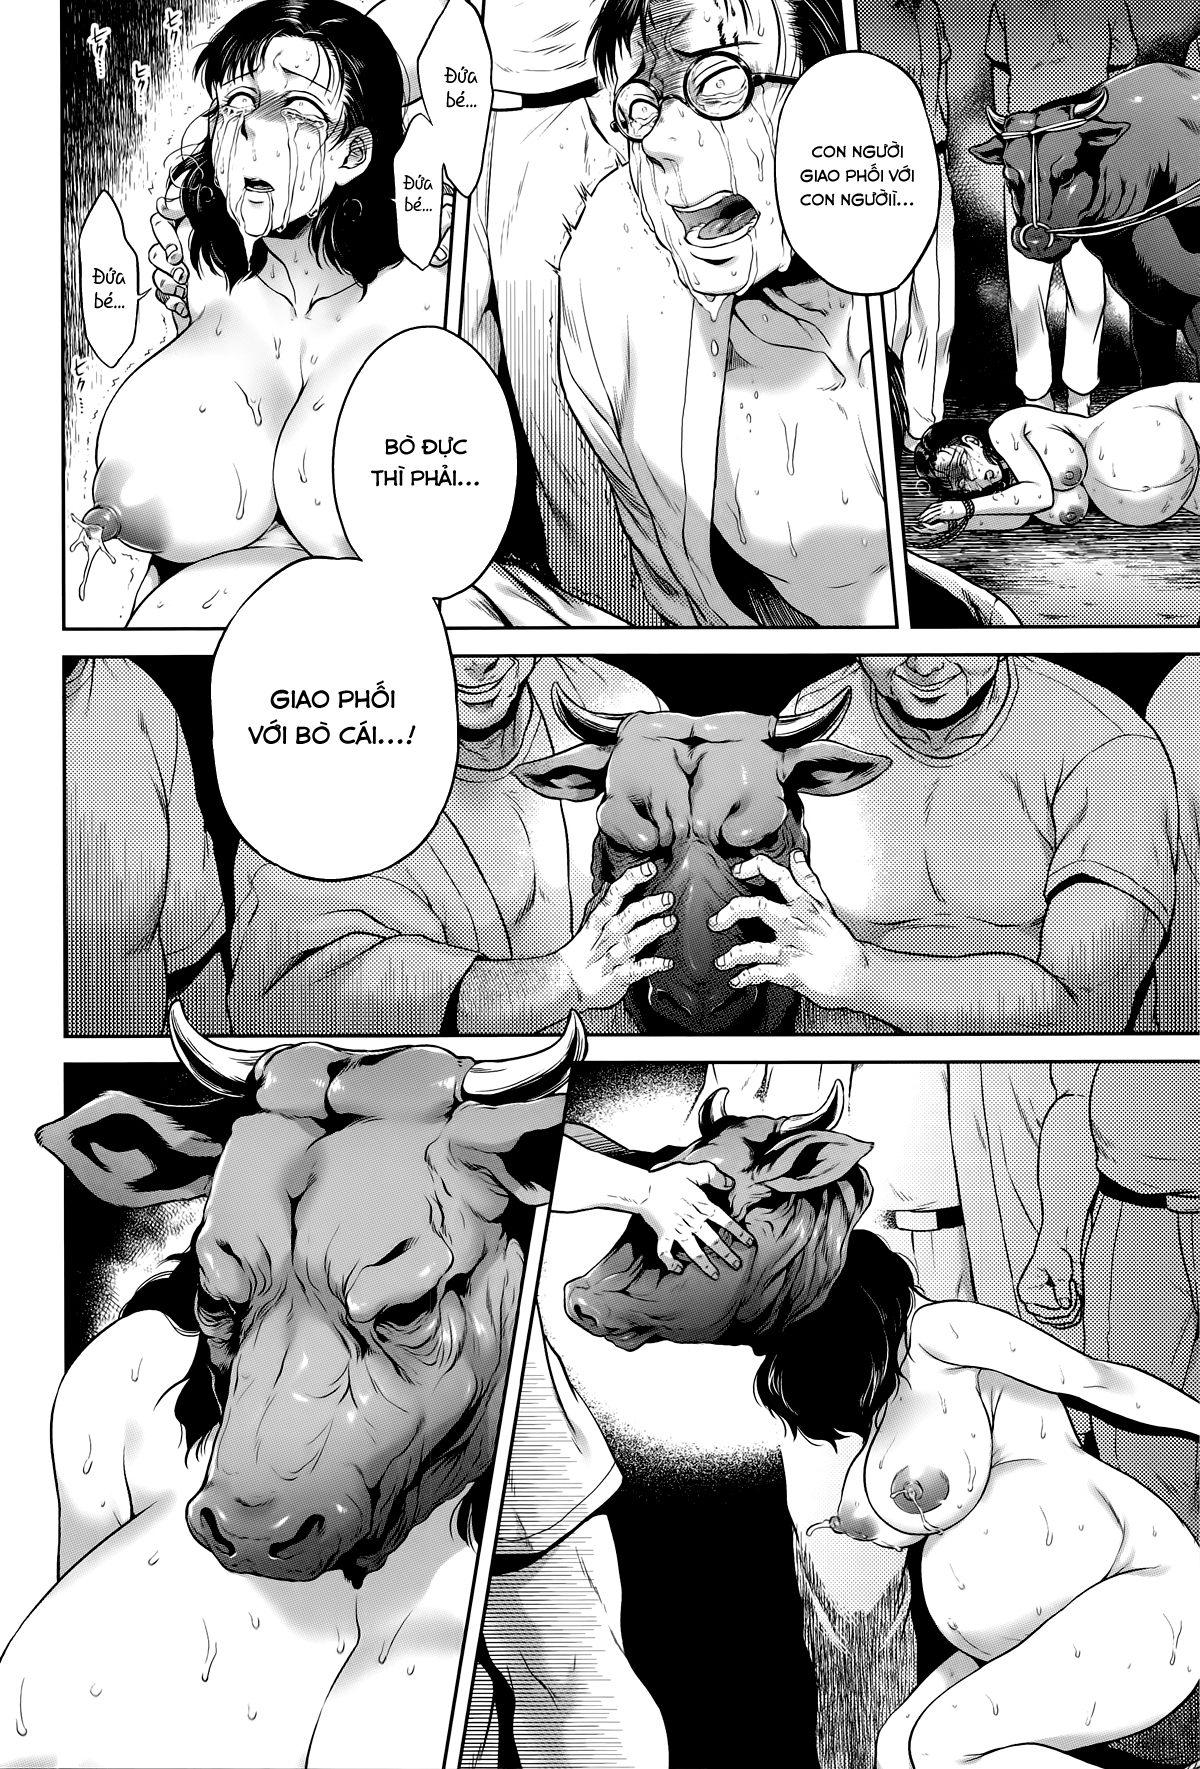 CON NGƯỜI
GIAO PHỐI VỚI
CON NGƯỜIÌ...
Đứa
bé...
Đứa
bé...
Đứa
bé...
BÒ ĐỰC
THÌ PHẢI...
GIAO PHỐI
VỚI BÒ CÁI...!